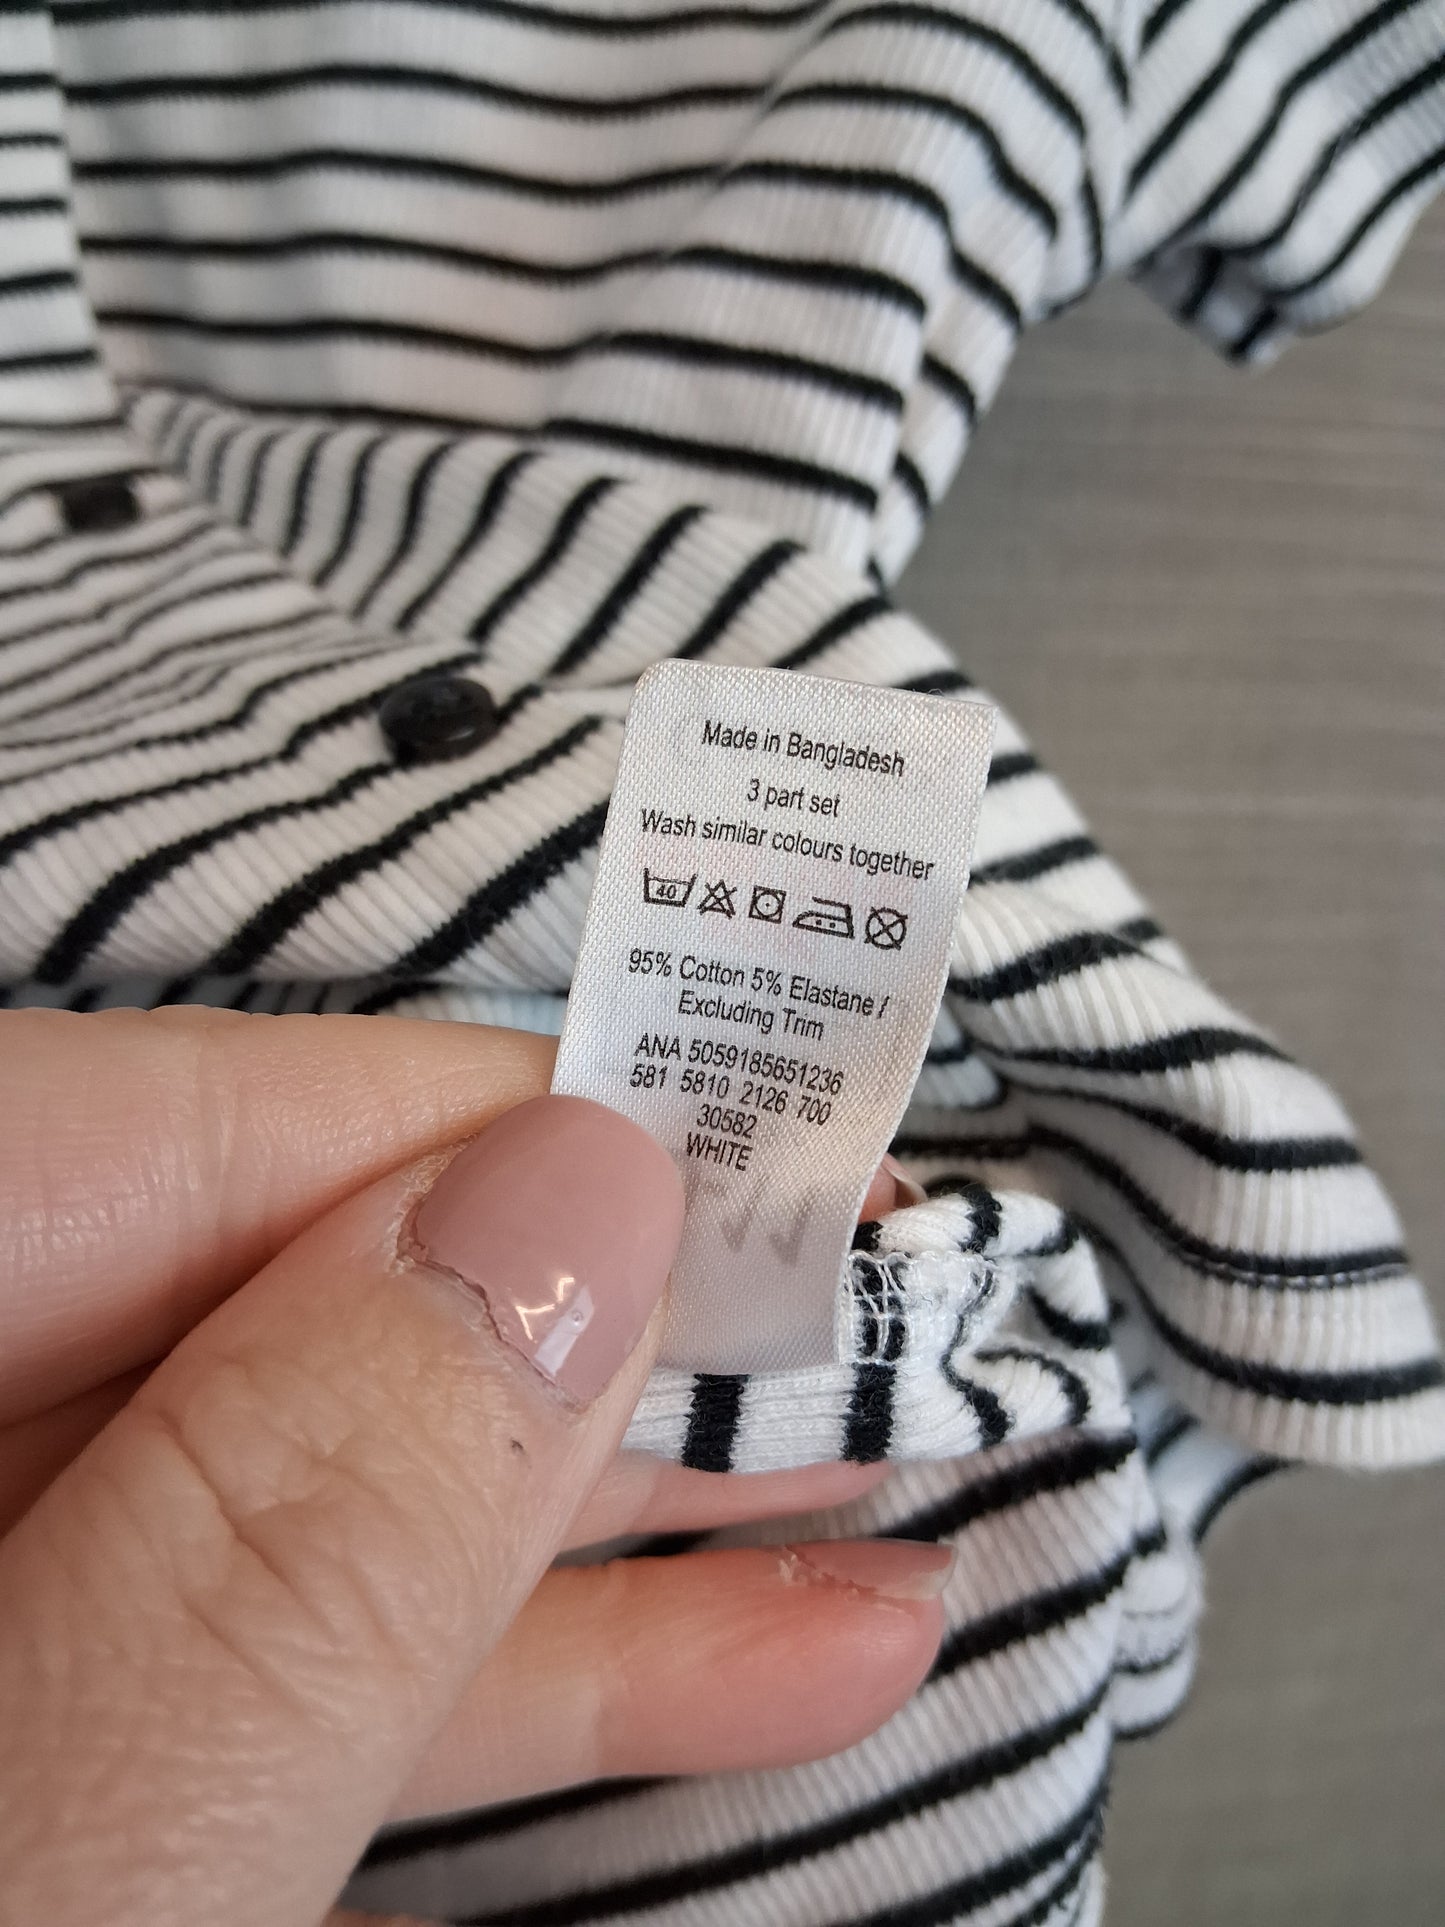 Made in Bangladesh
3 part set
Wash similar colours together
40
95% Cotton 5% Elastane /
Excluding Trim
ANA 5059185651236
581 5810 2126 700
30582
WHITE